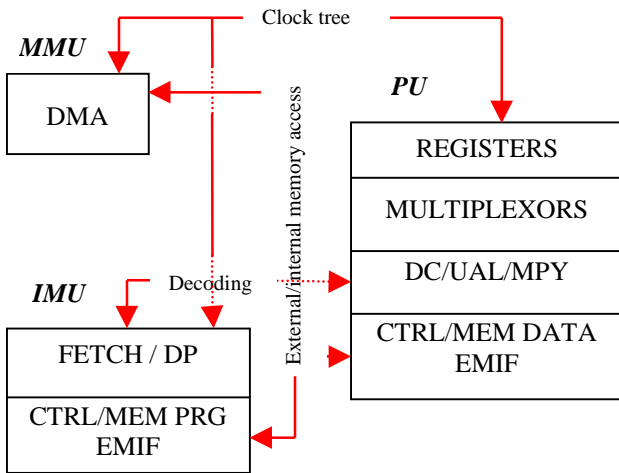 Clock tree
MMU
PU
DMA
REGISTERS
MULTIPLEXORS
External/internal memory access
Decoding
DC/UAL/MPY
IMU
FETCH / DP
CTRL/MEM DATA
EMIF
CTRL/MEM PRG
EMIF